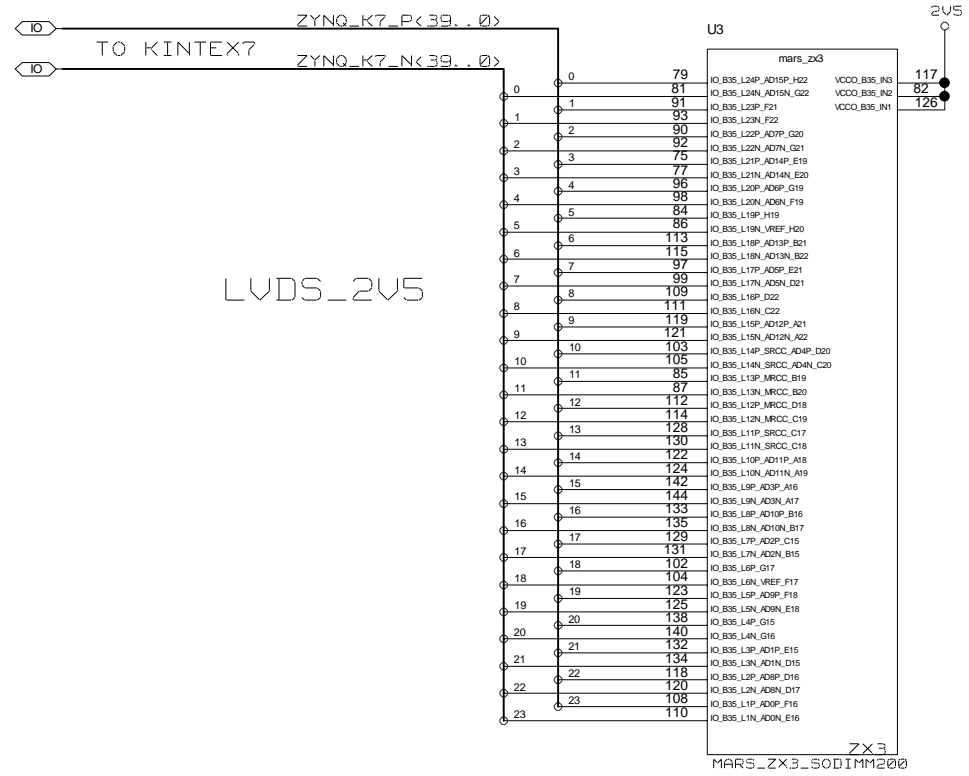 2V5
ZYNQ_K7_P<39..0>
IO
TO KINTEX7
ZYNQ_K7_N<39..0>
IO
U3
mars_zx3
0 79 IO_B35_L24P_AD15P_H22 VCCO_B35_IN3 117
0 81 IO_B35_L24N_AD15N_G22 VCCO_B35_IN2 82
1 91 IO_B35_L23P_F21 VCCO_B35_IN1 126
1 93 IO_B35_L23N_F22
2 90 IO_B35_L22P_AD7P_G20
2 92 IO_B35_L22N_AD7N_G21
3 75 IO_B35_L21P_AD14P_E19
3 77 IO_B35_L21N_AD14N_E20
4 96 IO_B35_L20P_AD6P_G19
4 98 IO_B35_L20N_AD6N_F19
5 84 IO_B35_L19P_H19
5 86 IO_B35_L19N_VREF_H20
6 113 IO_B35_L18P_AD13P_B21
6 115 IO_B35_L18N_AD13N_B22
7 97 IO_B35_L17P_AD5P_E21
7 99 IO_B35_L17N_AD5N_D21
LVDS_2V5
8 109 IO_B35_L16P_D22
8 111 IO_B35_L16N_C22
9 119 IO_B35_L15P_AD12P_A21
9 121 IO_B35_L15N_AD12N_A22
10 103 IO_B35_L14P_SRCC_AD4P_D20
10 105 IO_B35_L14N_SRCC_AD4N_C20
11 85 IO_B35_L13P_MRCC_B19
11 87 IO_B35_L13N_MRCC_B20
12 112 IO_B35_L12P_MRCC_D18
12 114 IO_B35_L12N_MRCC_C19
13 128 IO_B35_L11P_SRCC_C17
13 130 IO_B35_L11N_SRCC_C18
14 122 IO_B35_L10P_AD11P_A18
14 124 IO_B35_L10N_AD11N_A19
15 142 IO_B35_L9P_AD3P_A16
15 144 IO_B35_L9N_AD3N_A17
16 133 IO_B35_L8P_AD10P_B16
16 135 IO_B35_L8N_AD10N_B17
17 129 IO_B35_L7P_AD2P_C15
17 131 IO_B35_L7N_AD2N_B15
18 102 IO_B35_L6P_G17
18 104 IO_B35_L6N_VREF_F17
19 123 IO_B35_L5P_AD9P_F18
19 125 IO_B35_L5N_AD9N_E18
20 138 IO_B35_L4P_G15
20 140 IO_B35_L4N_G16
21 132 IO_B35_L3P_AD1P_E15
21 134 IO_B35_L3N_AD1N_D15
22 118 IO_B35_L2P_AD8P_D16
22 120 IO_B35_L2N_AD8N_D17
23 108 IO_B35_L1P_AD0P_F16
23 110 IO_B35_L1N_AD0N_E16
ZX3
MARS_ZX3_SODIMM200